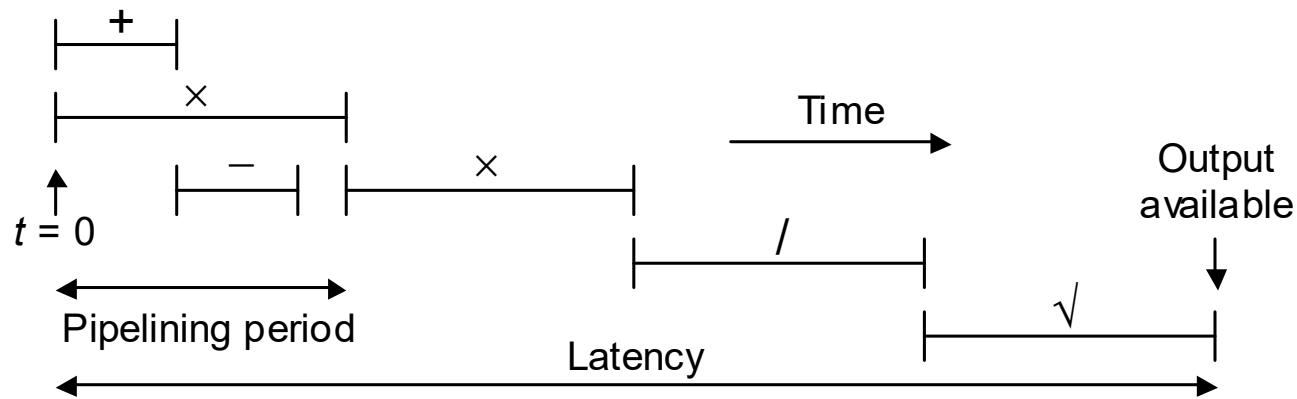 +
×
Time
−
×
Output
available
t = 0
/
√
Pipelining period
Latency